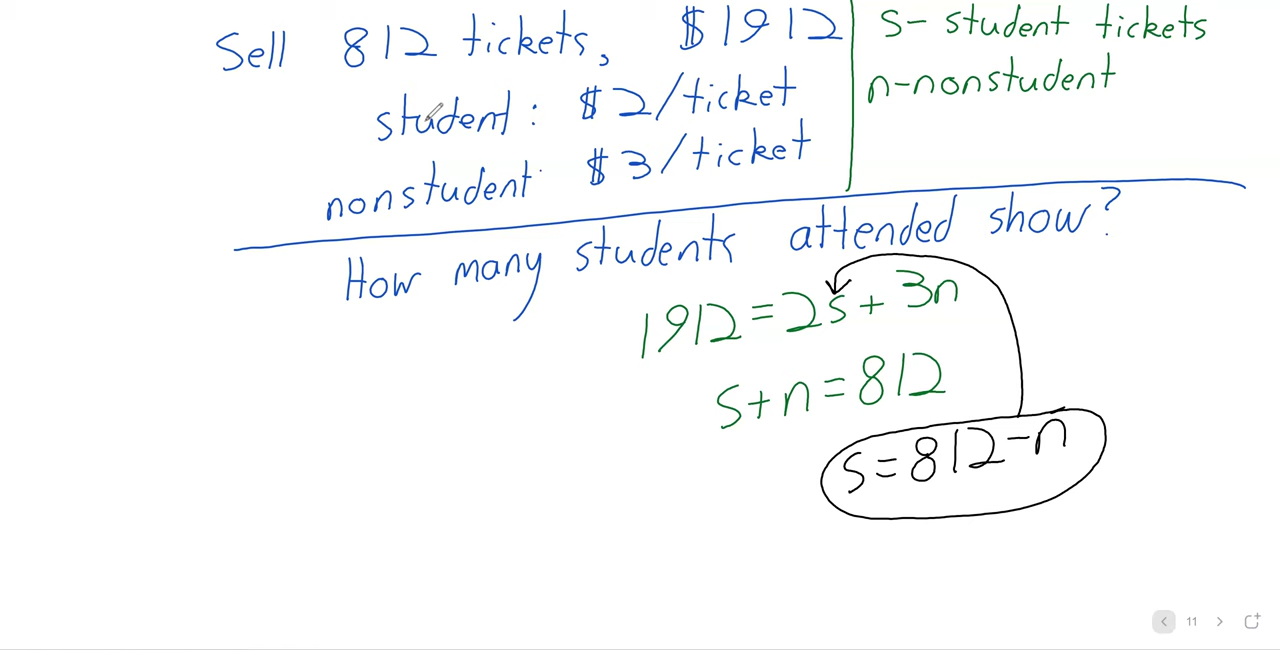 Sell 812 tickets, $1912
student: $2/ticket
nonstudent: $3/ticket
s- student tickets
n-nonstudent
How many students attended show?
1912=2s+3n
s+n=812
s=812-n
11